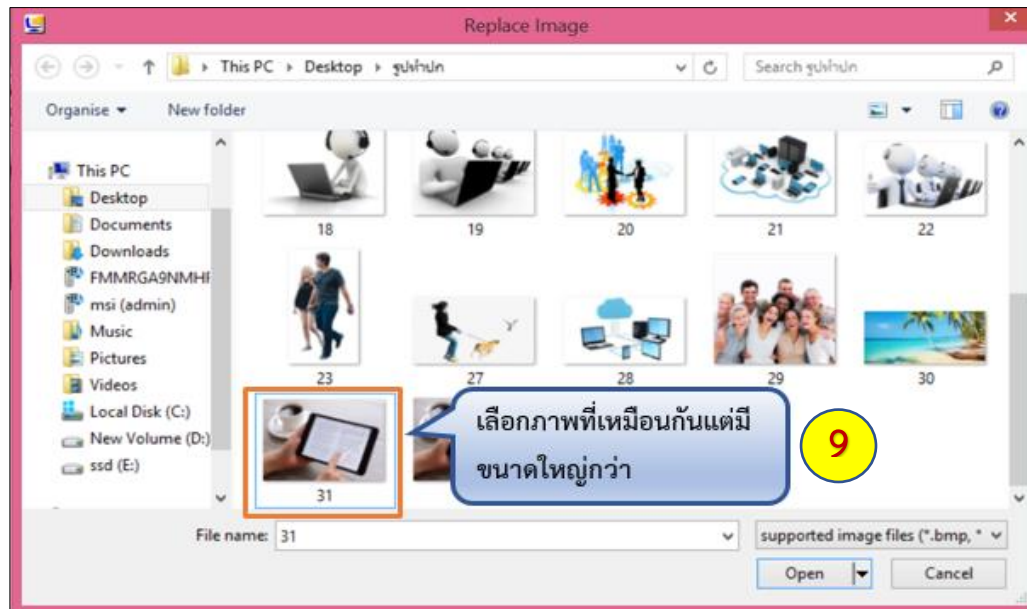 Replace Image
This PC Desktop รูปทำปก
Search รูปทำปก
Organise New folder
This PC
Desktop
Documents
Downloads
FMMRGA9NMHF
msi (admin)
Music
Pictures
Videos
Local Disk (C:)
New Volume (D:)
ssd (E:)
18 19 20 21 22
23 27 28 29 30
31
เลือกภาพที่เหมือนกันแต่มี
ขนาดใหญ่กว่า
9
File name: 31 supported image files (*.bmp, *
Open Cancel